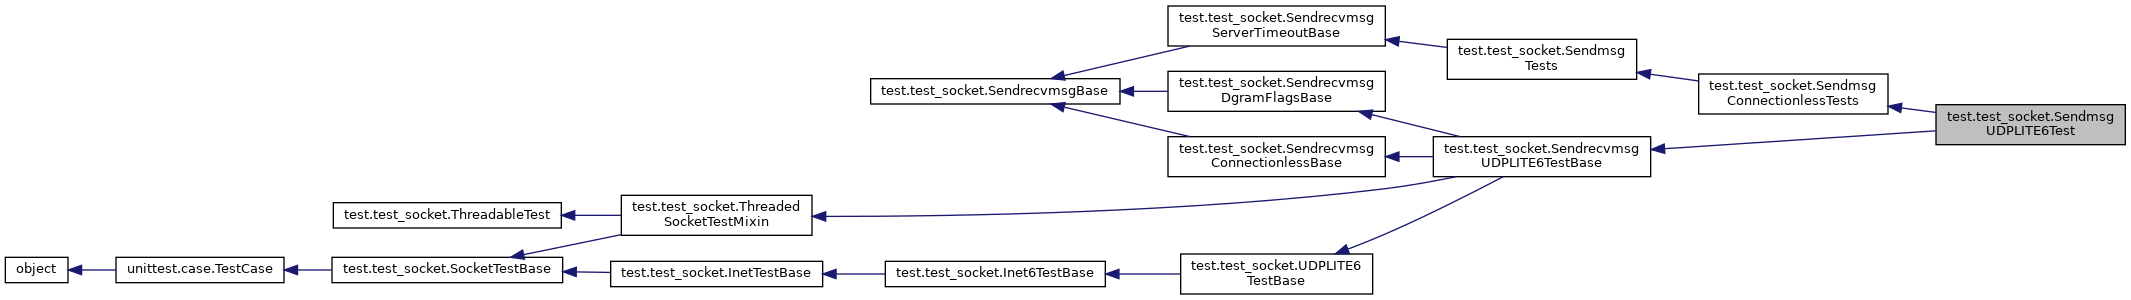 test.test_socket.Sendrecvmsg
ServerTimeoutBase
test.test_socket.Sendmsg
Tests
test.test_socket.SendrecvmsgBase
test.test_socket.Sendrecvmsg
DgramFlagsBase
test.test_socket.Sendmsg
ConnectionlessTests
test.test_socket.Sendmsg
UDPLITE6Test
test.test_socket.Sendrecvmsg
ConnectionlessBase
test.test_socket.Sendrecvmsg
UDPLITE6TestBase
test.test_socket.ThreadableTest
test.test_socket.Threaded
SocketTestMixin
object
unittest.case.TestCase
test.test_socket.SocketTestBase
test.test_socket.InetTestBase
test.test_socket.Inet6TestBase
test.test_socket.UDPLITE6
TestBase